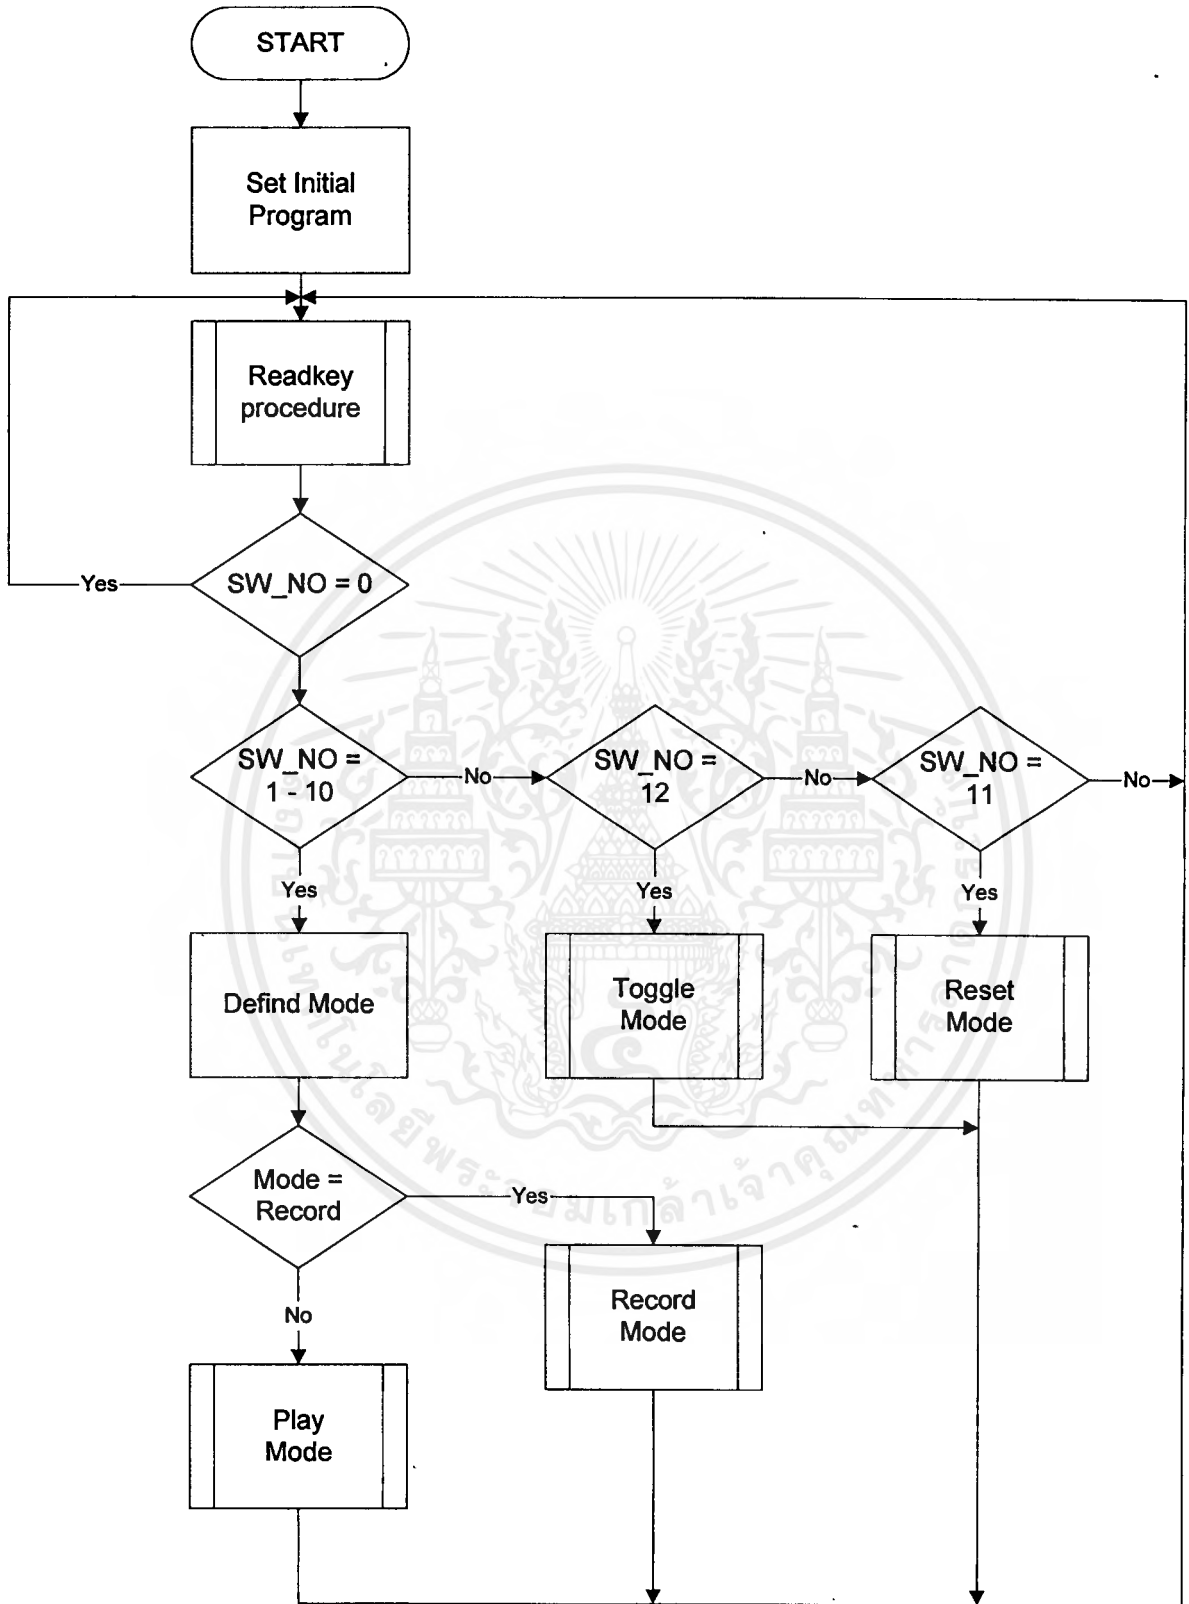 START
Set Initial
Program
Readkey
procedure
Yes
SW_NO = 0
SW_NO =
1 - 10
No
SW_NO =
12
No
SW_NO =
11
No
Yes
Yes
Yes
Defind Mode
Toggle
Mode
Reset
Mode
Mode =
Record
Yes
No
Record
Mode
Play
Mode